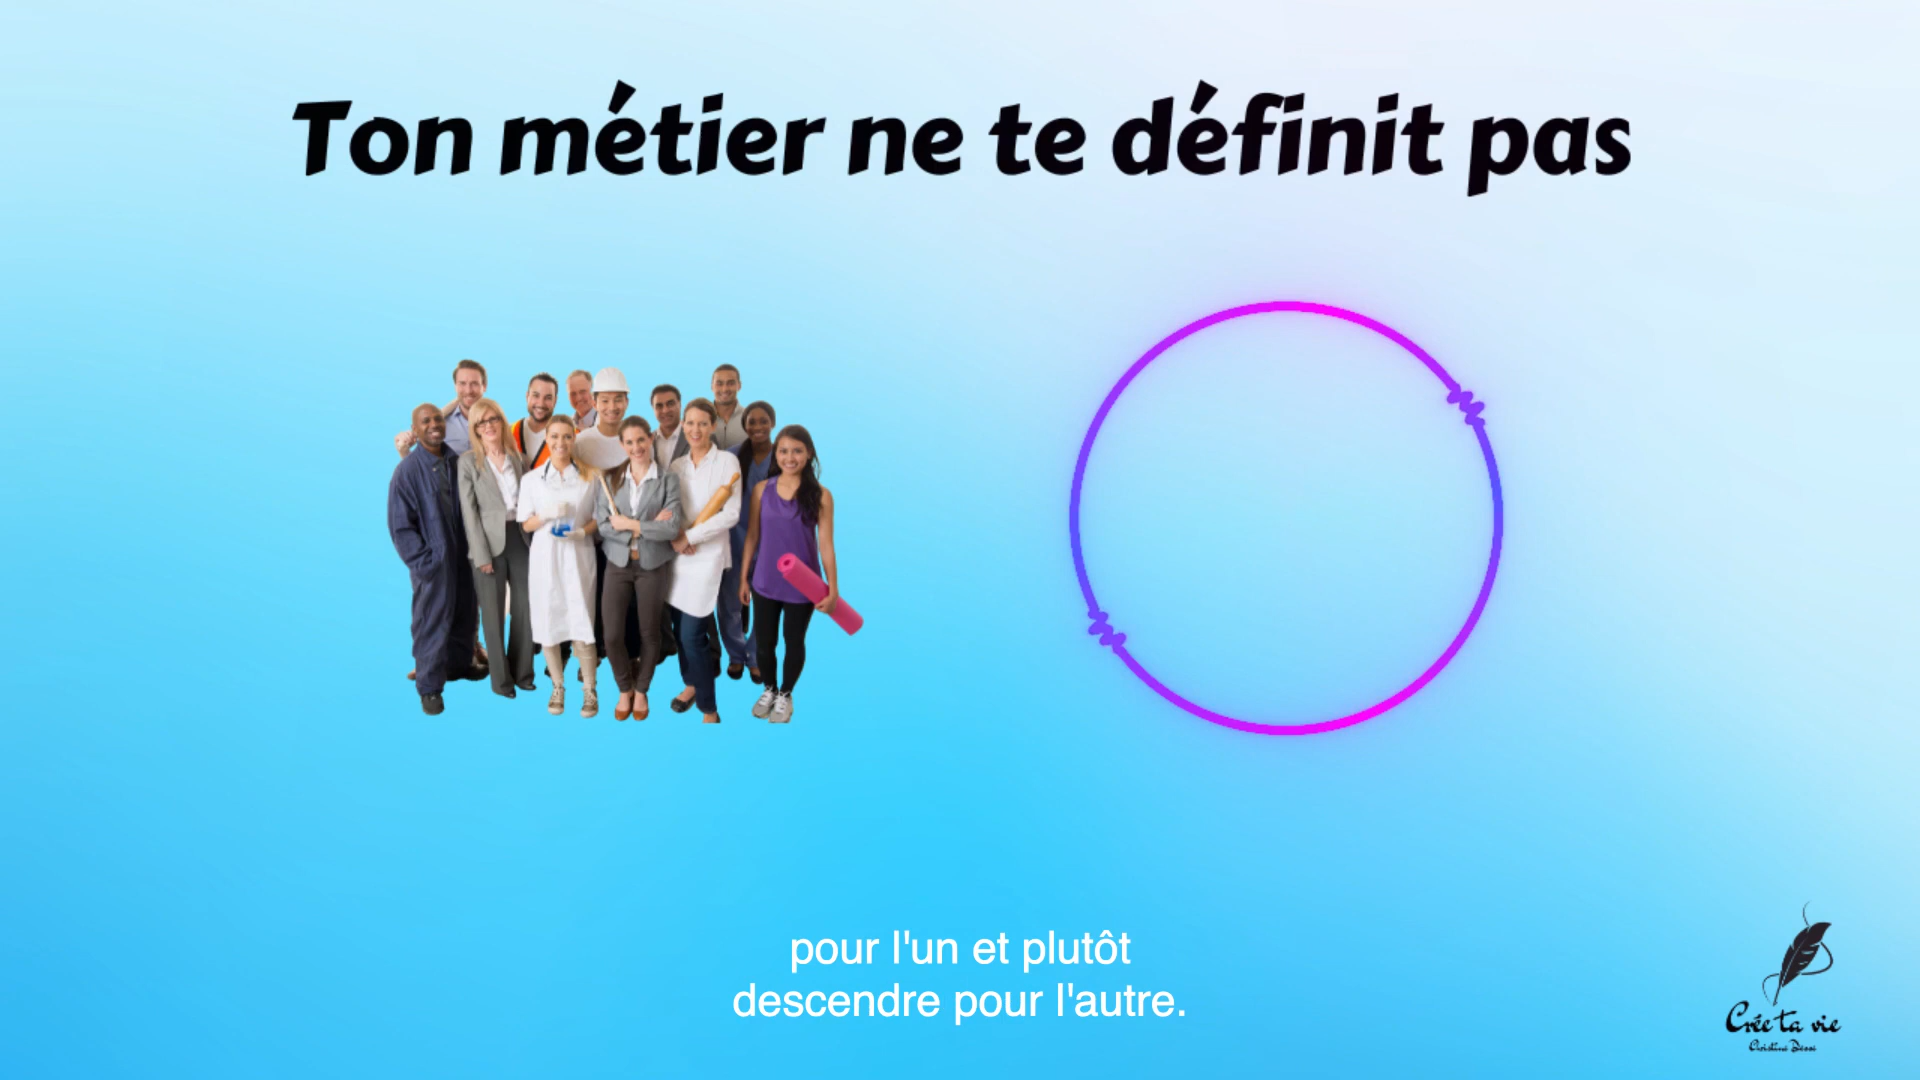 Ton métier ne te définit pas
pour l'un et plutôt
descendre pour l'autre.
Crée ta vie